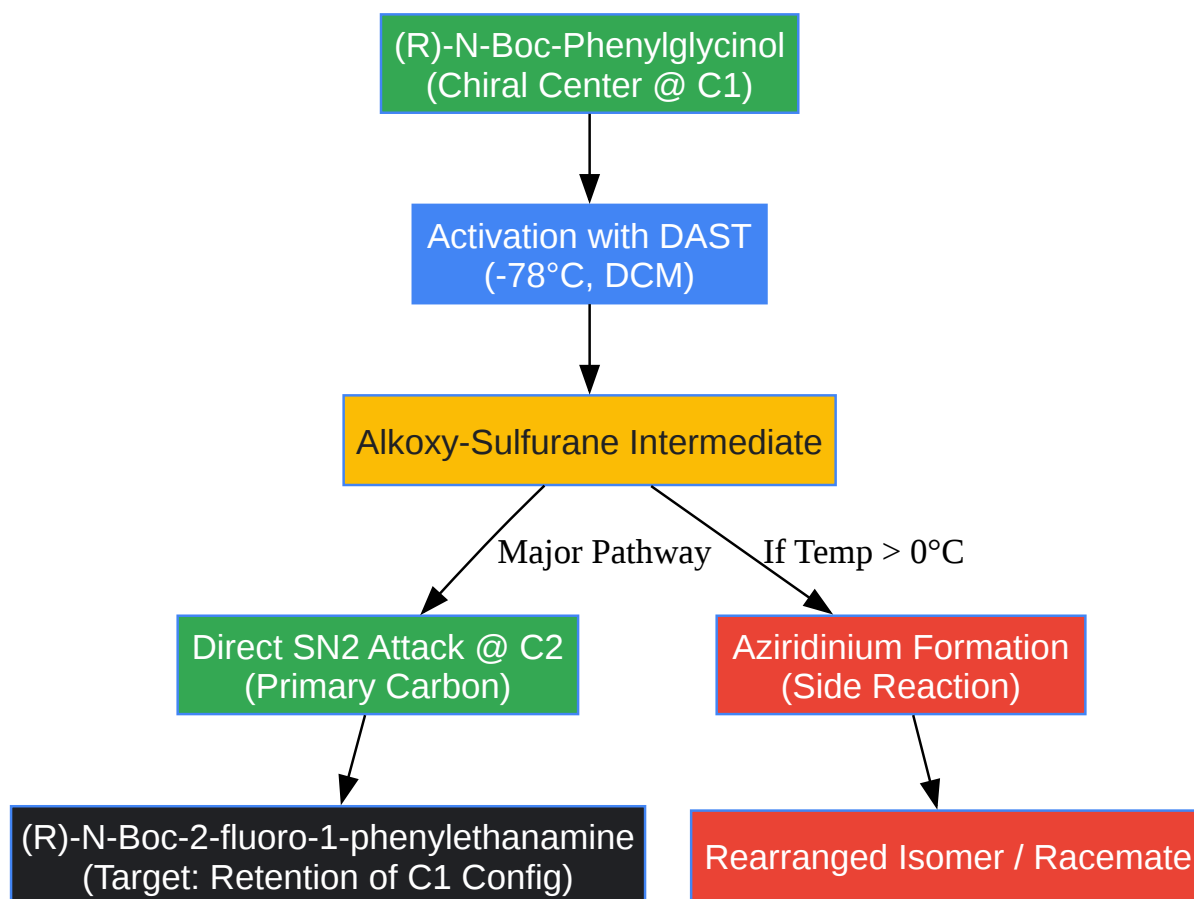 (R)-N-Boc-Phenylglycinol
(Chiral Center @ C1)
Activation with DAST
(-78°C, DCM)
Alkoxy-Sulfurane Intermediate
Major Pathway
If Temp > 0°C
Direct SN2 Attack @ C2
(Primary Carbon)
Aziridinium Formation
(Side Reaction)
(R)-N-Boc-2-fluoro-1-phenylethanamine
(Target: Retention of C1 Config)
Rearranged Isomer / Racemate